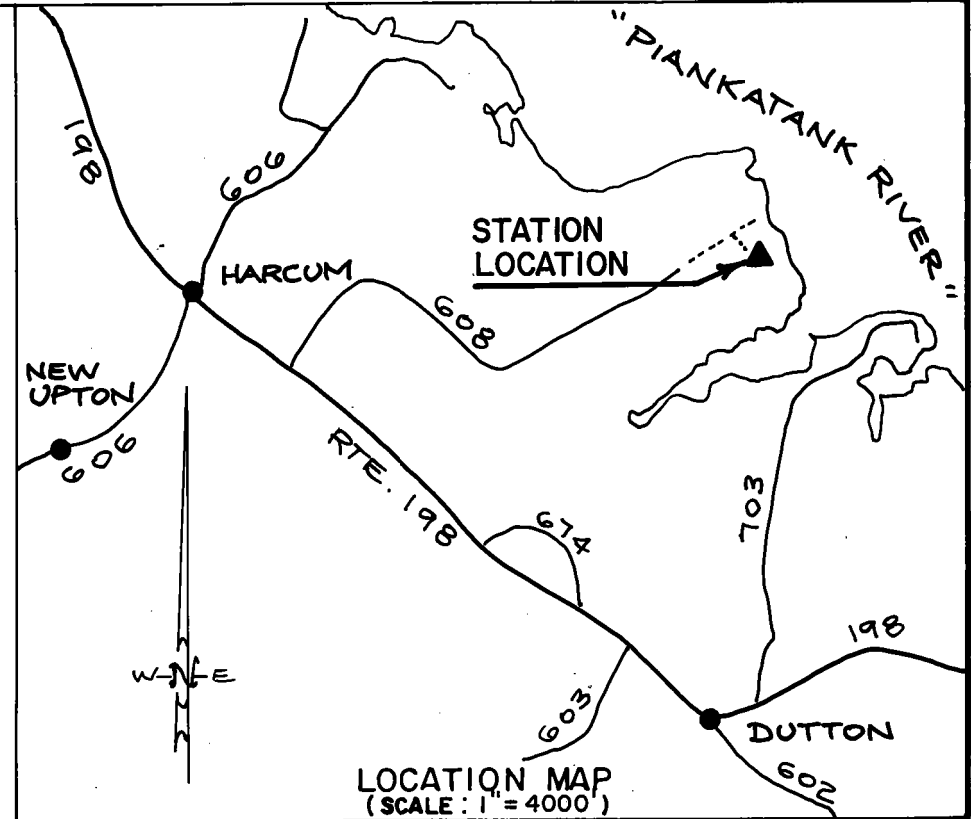 "PIANKATANK RIVER"
198
606
STATION
LOCATION
HARCUM
608
NEW
UPTON
606
RTE. 198
674
703
198
W N E
603.
DUTTON
602
LOCATION MAP
(SCALE: 1" = 4000')